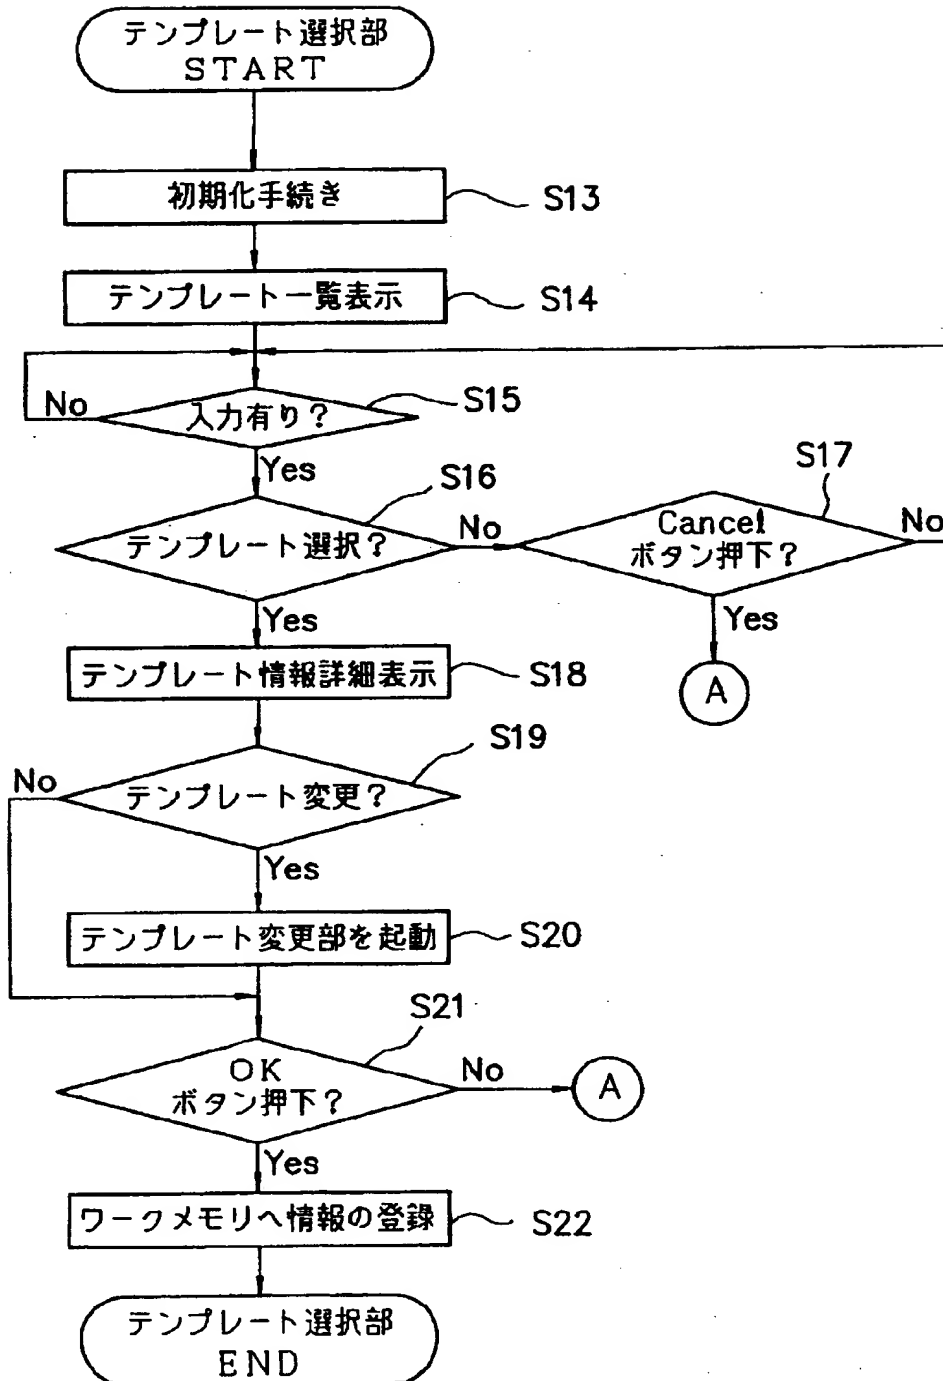 テンプレート選択部
START
初期化手続き
S13
テンプレート一覧表示
S14
入力有り?
S15
No
Yes
テンプレート選択?
S16
No
Cancel
ボタン押下?
S17
No
Yes
A
Yes
テンプレート情報詳細表示
S18
テンプレート変更?
S19
No
Yes
テンプレート変更部を起動
S20
OK
ボタン押下?
S21
No
A
Yes
ワークメモリへ情報の登録
S22
テンプレート選択部
END